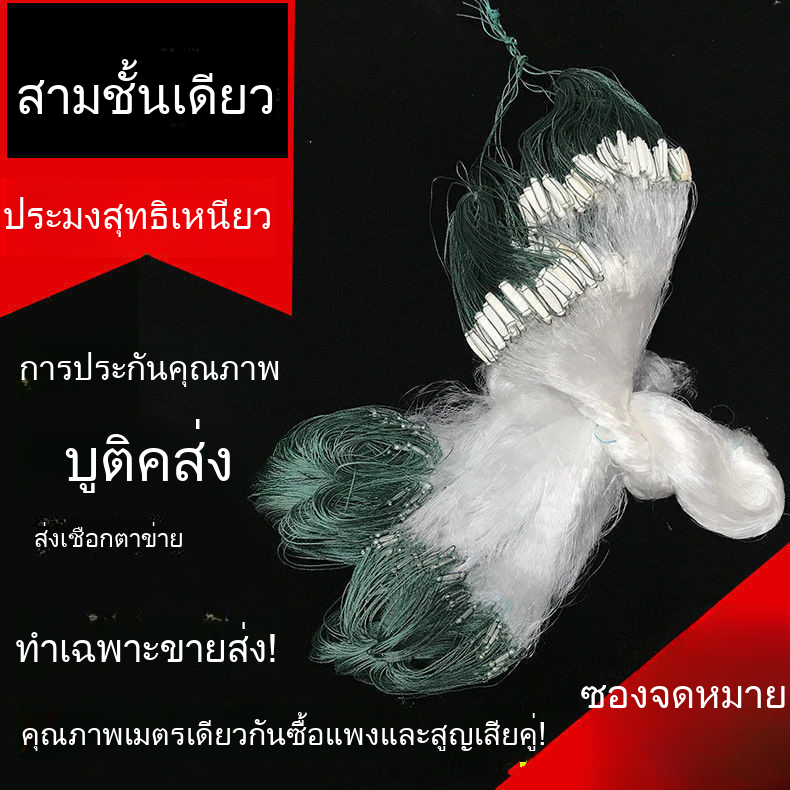 สามชั้นเดียว
ประมงสุทธิเหนียว
การประกันคุณภาพ
บูติคส่ง
ส่งเชือกตาข่าย
ทำเฉพาะขายส่ง!
ซองจดหมาย
คุณภาพเมตรเดียวกันซื้อแพงและสูญเสียคู่!